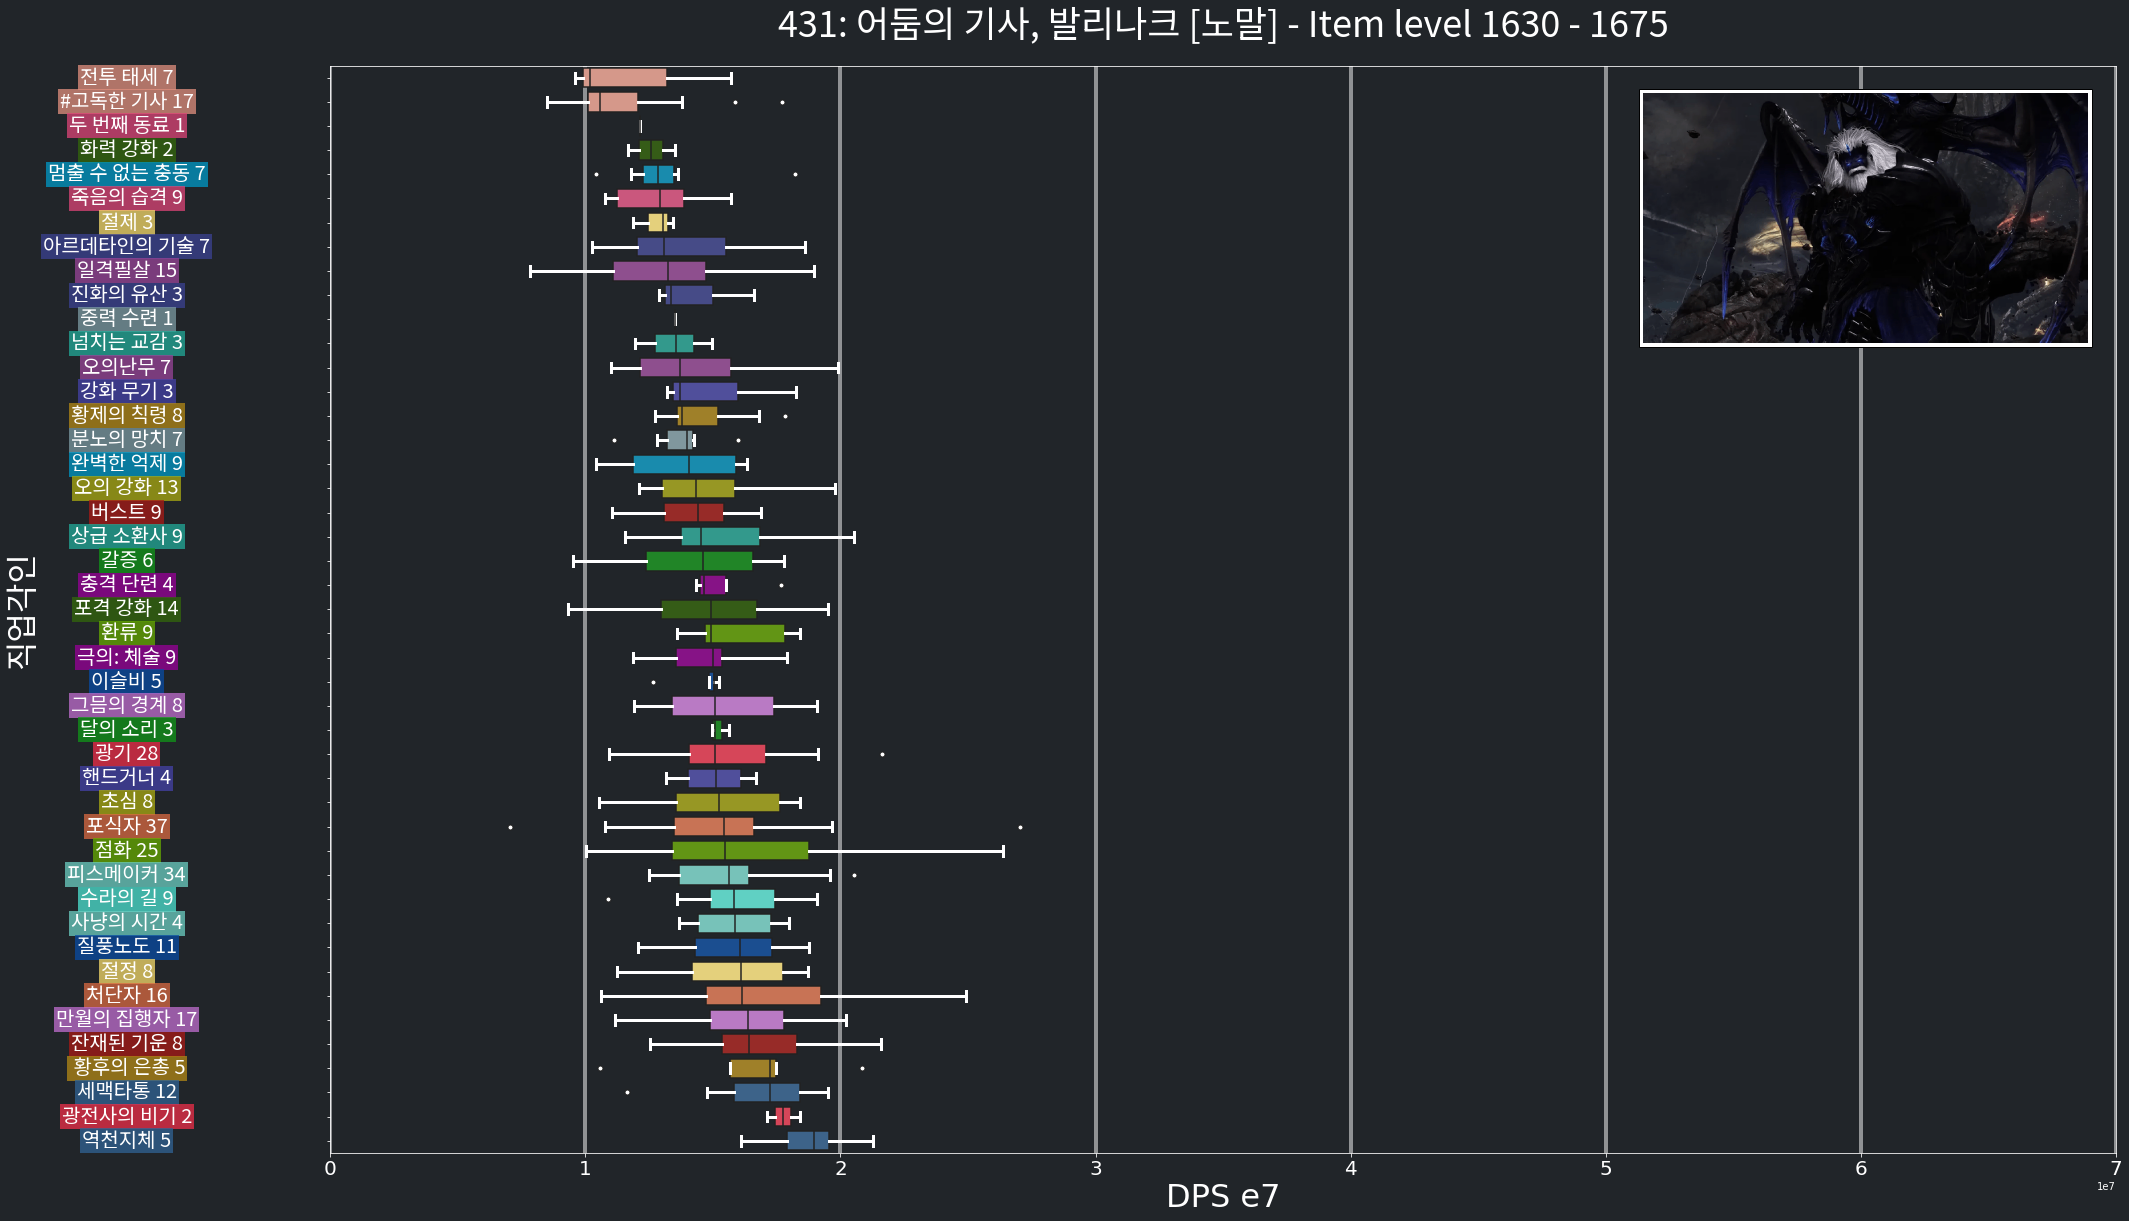 431: 어둠의 기사, 발리나크 [노말] - Item level 1630 - 1675
전투 태세 7
#고독한 기사 17
두 번째 동료 1
화력 강화 2
멈출 수 없는 충동 7
죽음의 습격 9
절제 3
아르데타인의 기술 7
일격필살 15
진화의 유산 3
중력 수련 1
넘치는 교감 3
오의난무 7
강화 무기 3
황제의 칙령 8
분노의 망치 7
완벽한 억제 9
오의 강화 13
버스트 9
상급 소환사 9
갈증 6
충격 단련 4
포격 강화 14
환류 9
극의: 체술 9
이슬비 5
그믐의 경계 8
달의 소리 3
광기 28
핸드거너 4
초심 8
포식자 37
점화 25
피스메이커 34
수라의 길 9
사냥의 시간 4
질풍노도 11
절정 8
처단자 16
만월의 집행자 17
잔재된 기운 8
황후의 은총 5
세맥타통 12
광전사의 비기 2
역천지체 5
직업각인
0 1 2 3 4 5 6 7
1e7
DPS e7